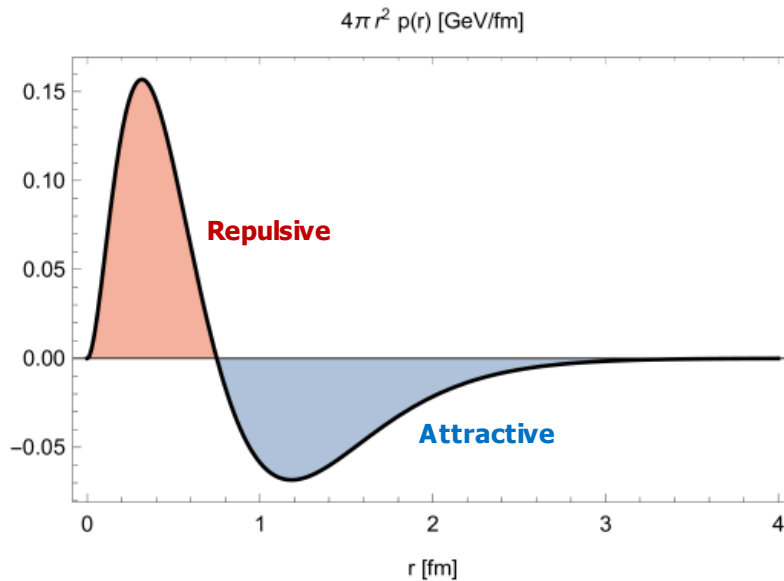 4π r² p(r) [GeV/fm]
0.15
0.10
Repulsive
0.05
0.00
Attractive
−0.05
0 1 2 3 4
r [fm]